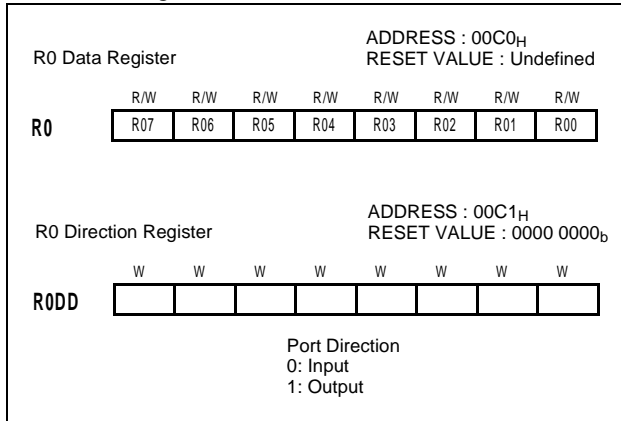 R0 Data Register
ADDRESS : 00C0H
RESET VALUE : Undefined
R/W R/W R/W R/W R/W R/W R/W R/W
R0 R07 R06 R05 R04 R03 R02 R01 R00
R0 Direction Register
ADDRESS : 00C1H
RESET VALUE : 0000 0000b
W W W W W W W W
R0DD
Port Direction
0: Input
1: Output